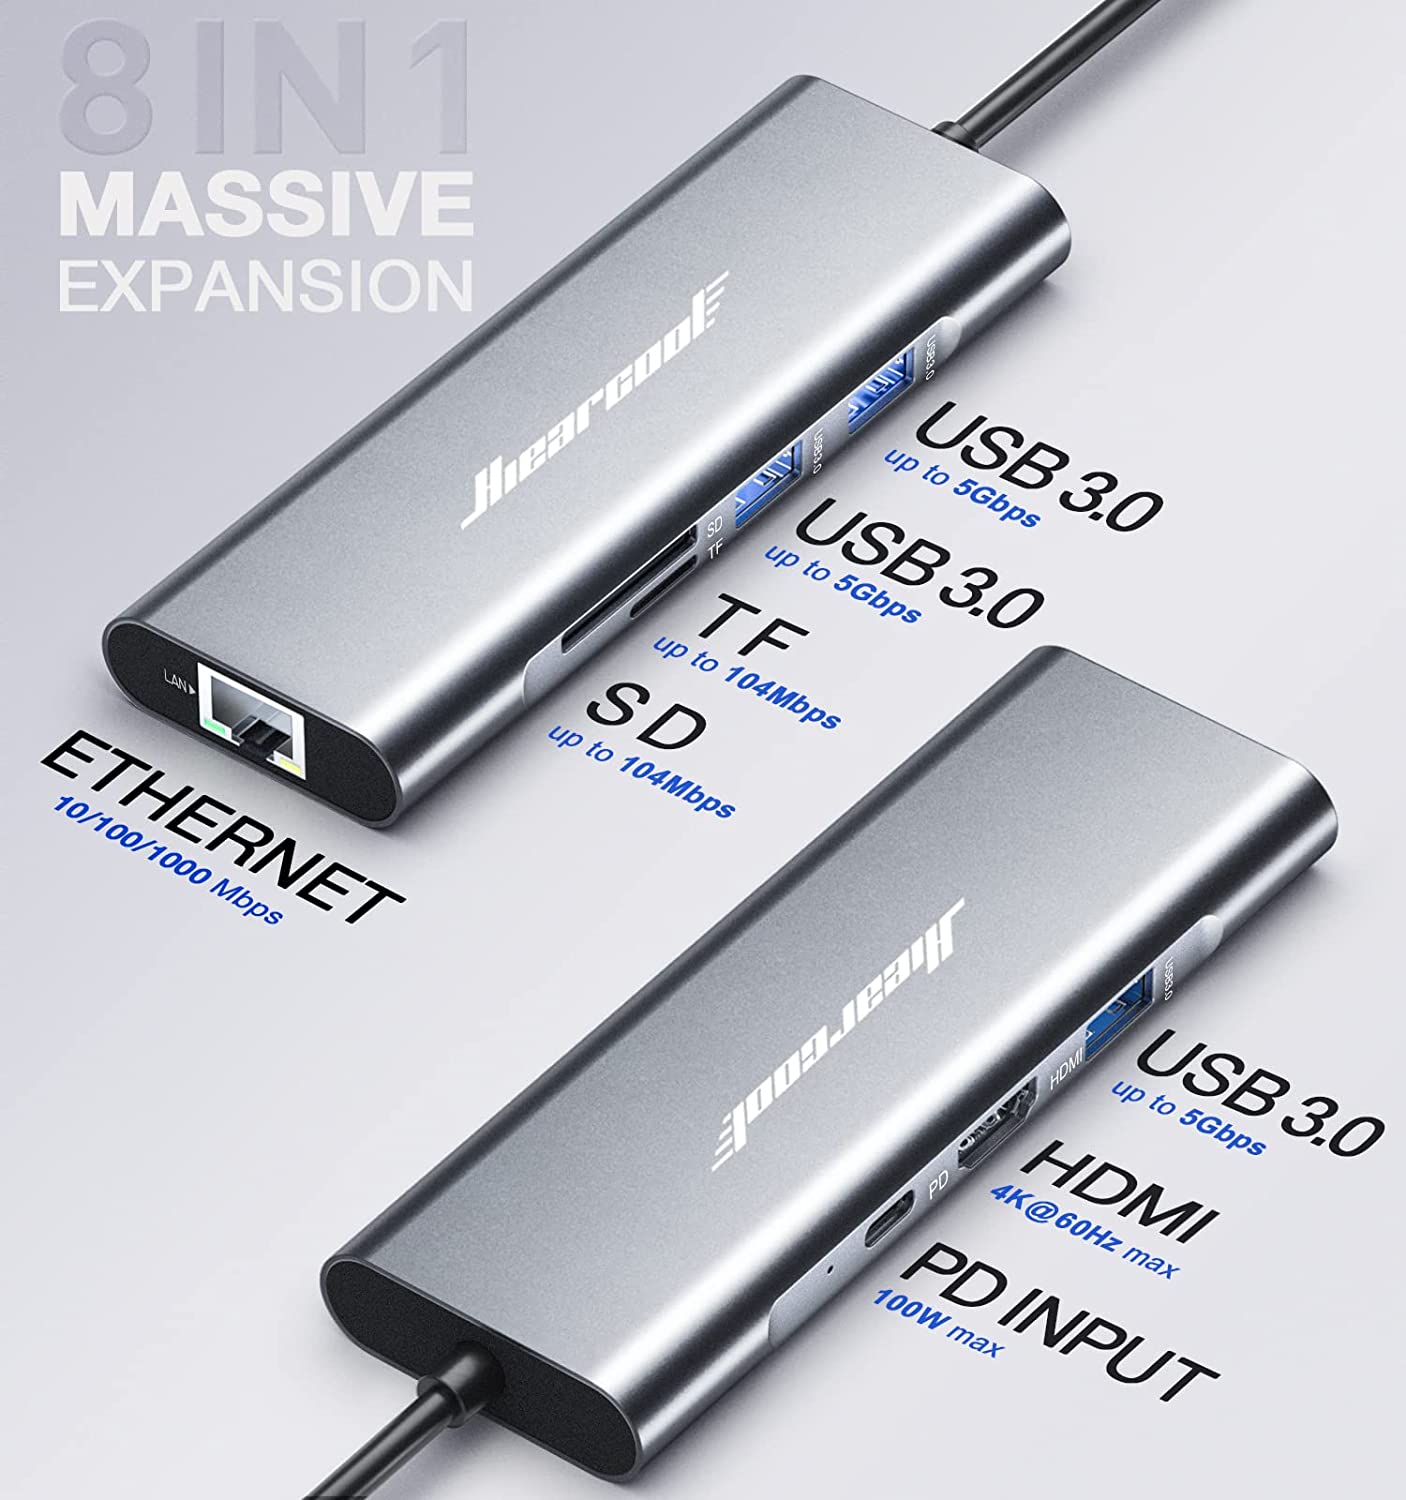 8 IN 1
MASSIVE
EXPANSION
Hiearcool
USB3.0
USB 3.0
up to 5Gbps
USB3.0
USB 3.0
up to 5Gbps
SD
TF
TF
up to 104Mbps
SD
up to 104Mbps
LAN
ETHERNET
10/100/1000 Mbps
Hiearcool
USB3.0
USB 3.0
up to 5Gbps
HDMI
HDMI
4K@60Hz max
PD
PD INPUT
100W max